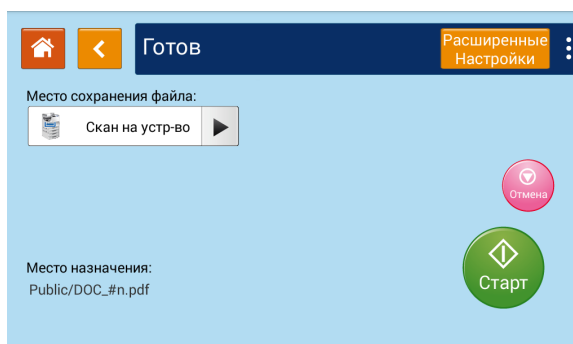 Готов
Расширенные
Настройки
Место сохранения файла:
Скан на устр-во
Отмена
Старт
Место назначения:
Public/DOC_#n.pdf